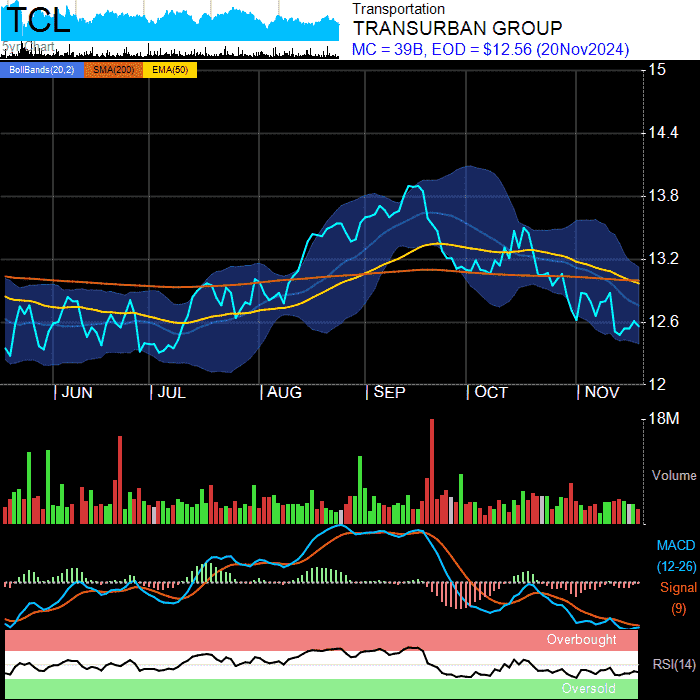 TCL
Transportation
TRANSURBAN GROUP
MC = 39B, EOD = $12.56 (20Nov2024)
BollBands(20,2) SMA(200) EMA(50)
15
14.4
13.8
13.2
12.6
12
JUN JUL AUG SEP OCT NOV
18M
Volume
MACD
(12-26)
Signal
(9)
Overbought
RSI(14)
Oversold